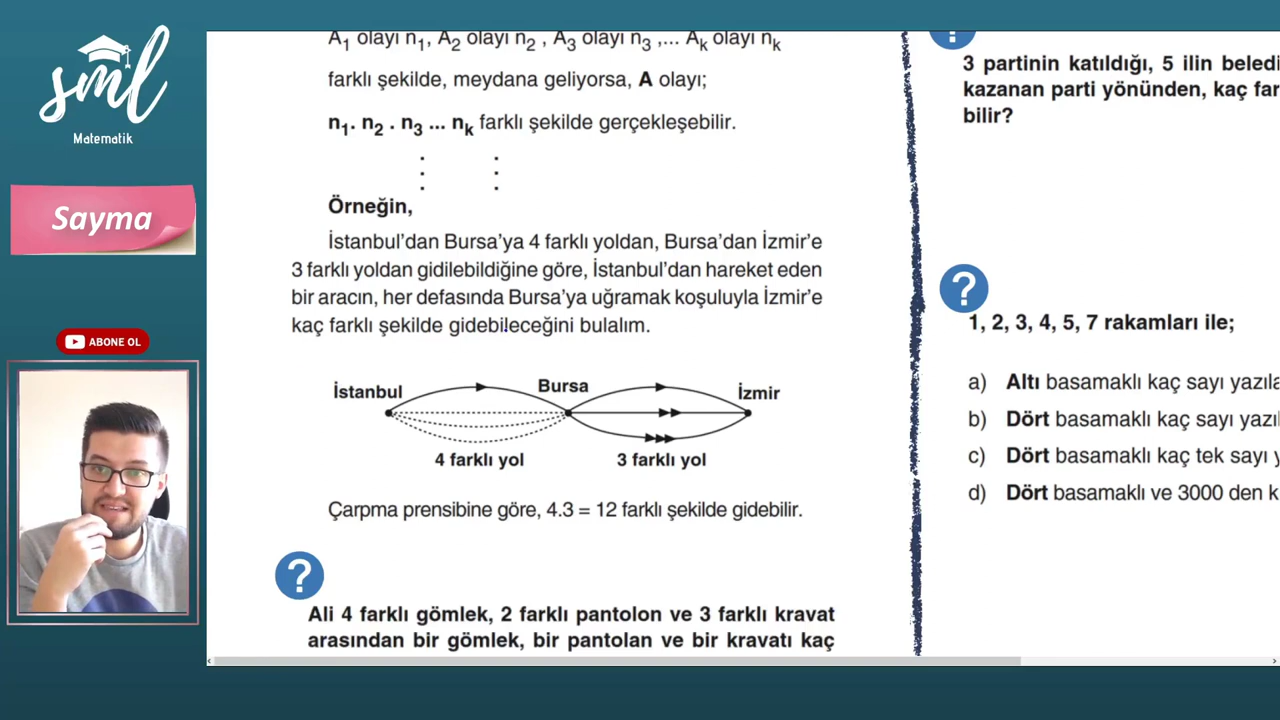 sml
Matematik
Sayma
ABONE OL
A1 olayı n1, A2 olayı n2 , A3 olayı n3 ,... Ak olayı nk
farklı şekilde, meydana geliyorsa, A olayı;
n1. n2 . n3 ... nk farklı şekilde gerçekleşebilir.
Örneğin,
İstanbul'dan Bursa'ya 4 farklı yoldan, Bursa'dan İzmir'e
3 farklı yoldan gidilebildiğine göre, İstanbul'dan hareket eden
bir aracın, her defasında Bursa'ya uğramak koşuluyla İzmir'e
kaç farklı şekilde gidebileceğini bulalım.
İstanbul
Bursa
İzmir
4 farklı yol
3 farklı yol
Çarpma prensibine göre, 4.3 = 12 farklı şekilde gidebilir.
?
Ali 4 farklı gömlek, 2 farklı pantolon ve 3 farklı kravat
arasından bir gömlek, bir pantolan ve bir kravatı kaç
3 partinin katıldığı, 5 ilin beledi
kazanan parti yönünden, kaç far
bilir?
?
1, 2, 3, 4, 5, 7 rakamları ile;
a) Altı basamaklı kaç sayı yazıla
b) Dört basamaklı kaç sayı yazıl
c) Dört basamaklı kaç tek sayı y
d) Dört basamaklı ve 3000 den k